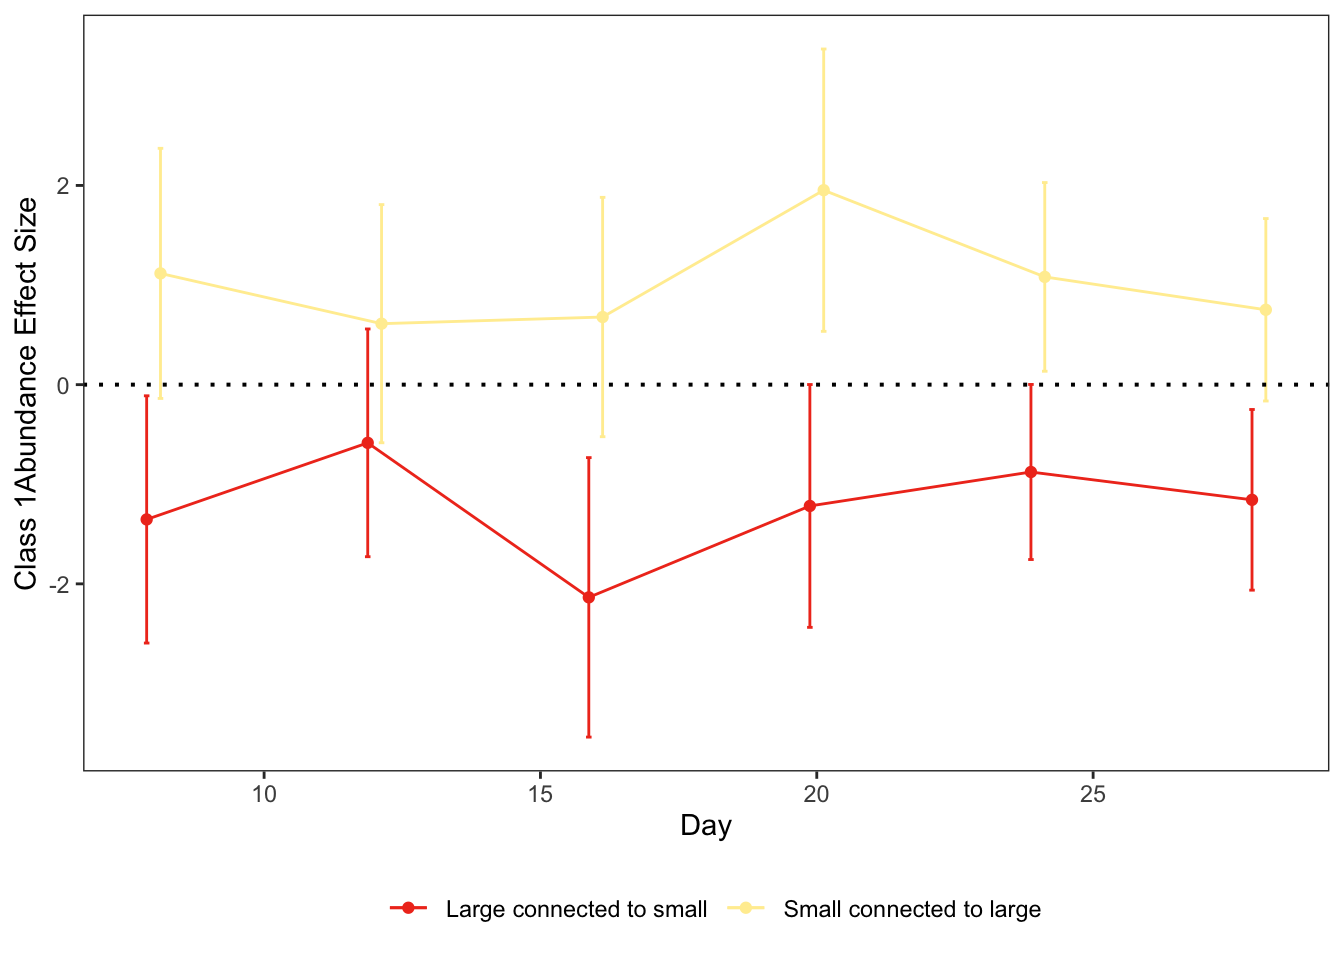 Class 1Abundance Effect Size
2
0
-2
10 15 20 25
Day
Large connected to small Small connected to large